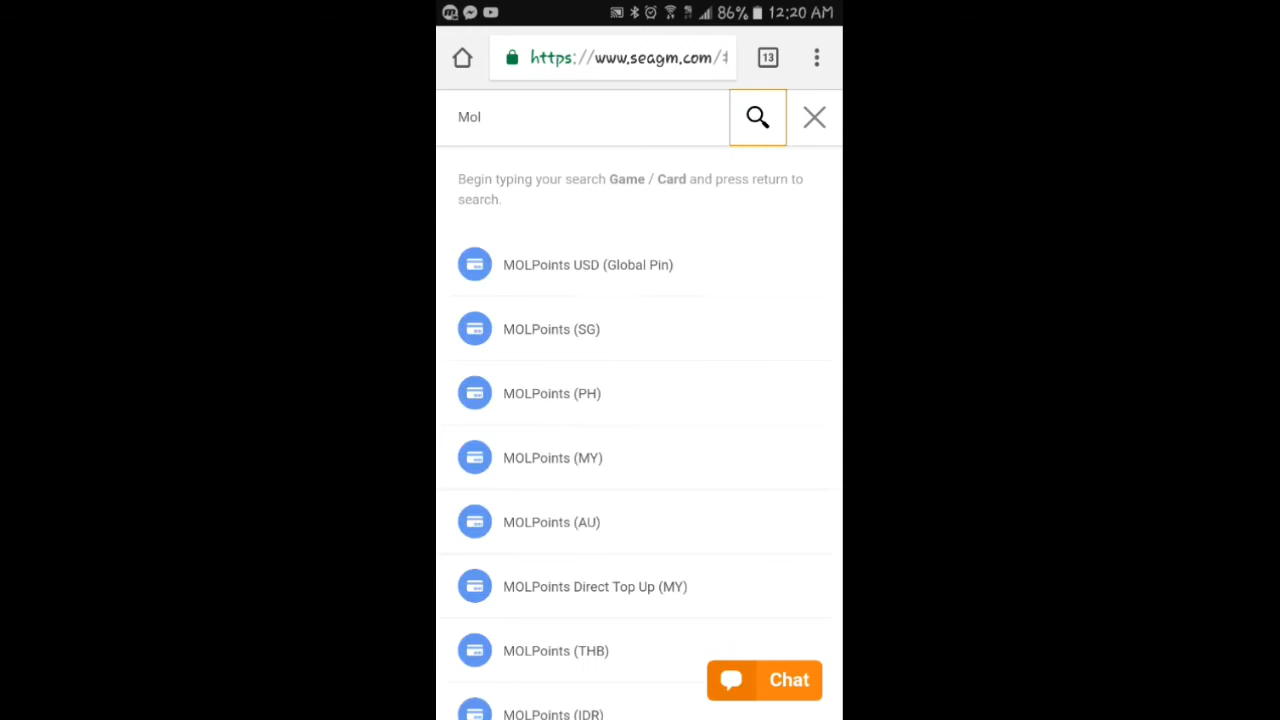 86% 12:20 AM
https://www.seagm.com/
13
Mol
Begin typing your search Game / Card and press return to
search.
MOLPoints USD (Global Pin)
MOLPoints (SG)
MOLPoints (PH)
MOLPoints (MY)
MOLPoints (AU)
MOLPoints Direct Top Up (MY)
MOLPoints (THB)
Chat
MOLPoints (IDR)